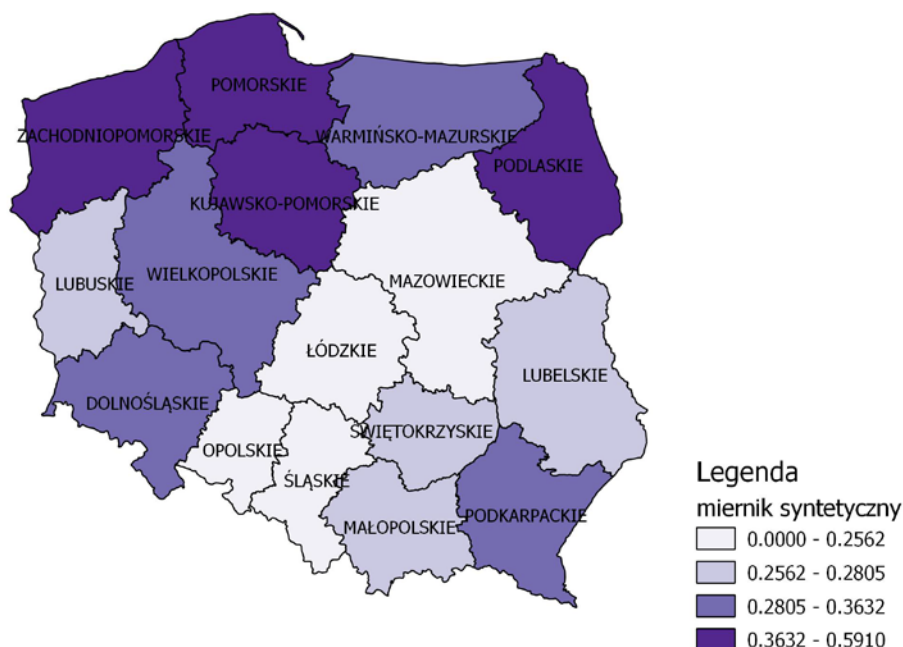 POMORSKIE
ZACHODNIOPOMORSKIE
WARMIŃSKO-MAZURSKIE
PODLASKIE
KUJAWSKO-POMORSKIE
LUBUSKIE
WIELKOPOLSKIE
MAZOWIECKIE
ŁÓDZKIE
LUBELSKIE
DOLNOŚLĄSKIE
ŚWIĘTOKRZYSKIE
OPOLSKIE
ŚLĄSKIE
MAŁOPOLSKIE
PODKARPACKIE
Legenda
miernik syntetyczny
0.0000 - 0.2562
0.2562 - 0.2805
0.2805 - 0.3632
0.3632 - 0.5910